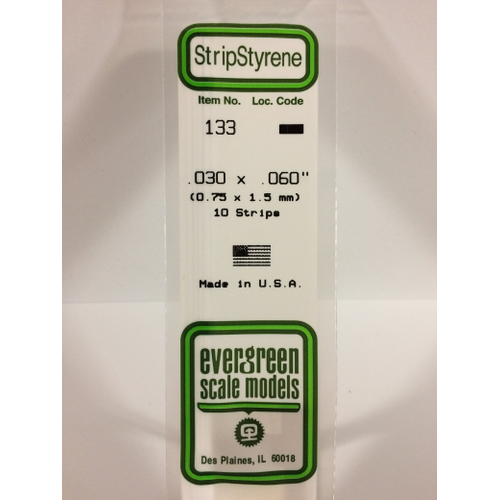 StripStyrene
Item No. Loc. Code
133
.030 x .060"
(0.75 x 1.5 mm)
10 Strips
Made in U.S.A.
evergreen
scale models
Des Plaines, IL 60018